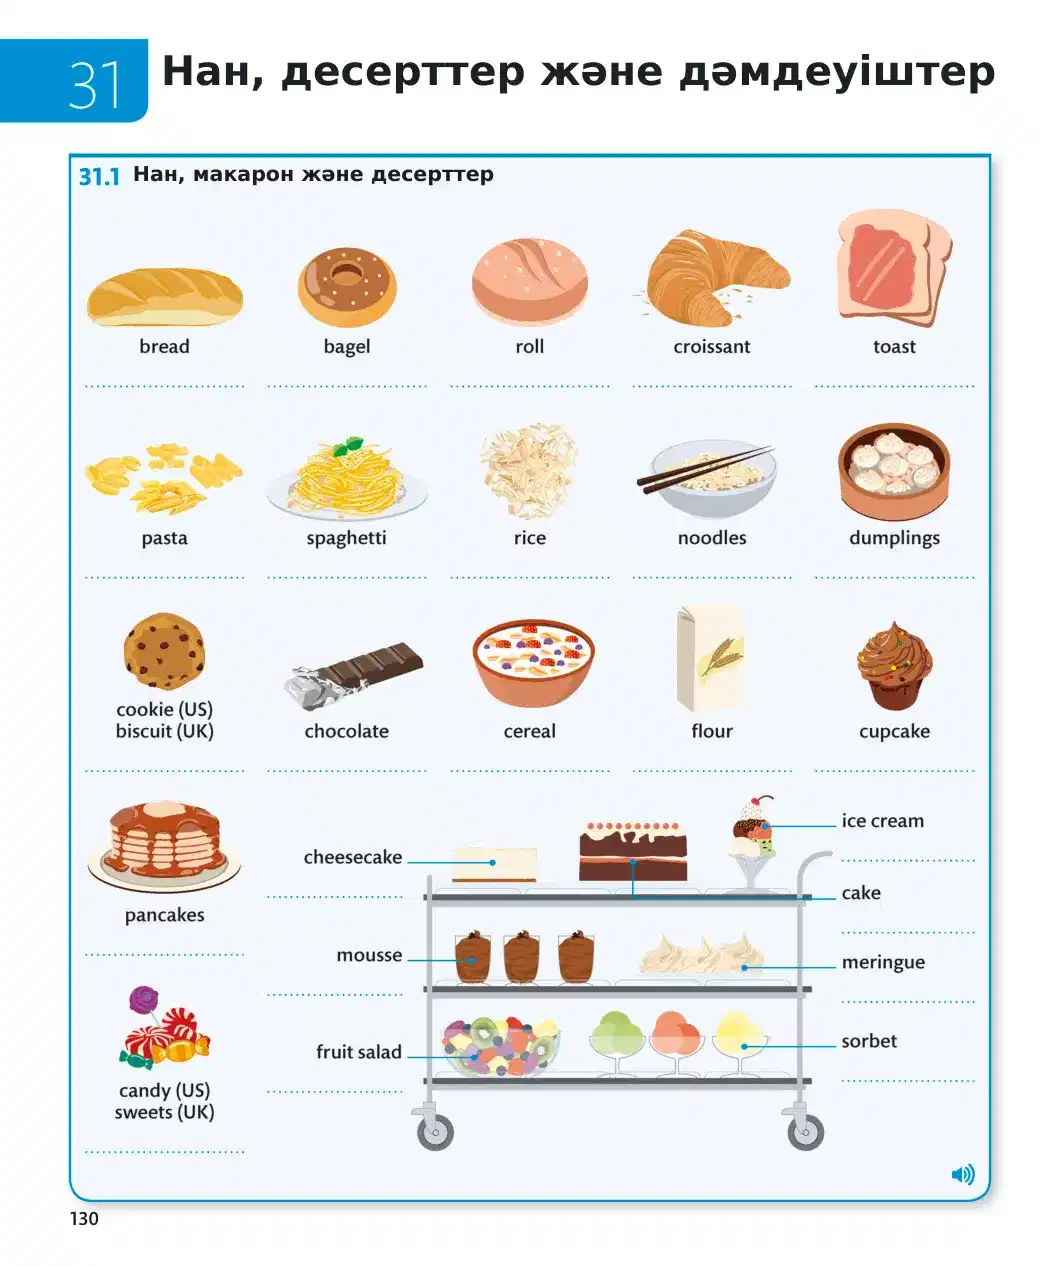 31
Нан, десерттер және дәмдеуіштер
31.1 Нан, макарон және десерттер
bread
bagel
roll
croissant
toast
pasta
spaghetti
rice
noodles
dumplings
cookie (US)
biscuit (UK)
chocolate
cereal
flour
cupcake
pancakes
candy (US)
sweets (UK)
cheesecake
mousse
fruit salad
ice cream
cake
meringue
sorbet
130